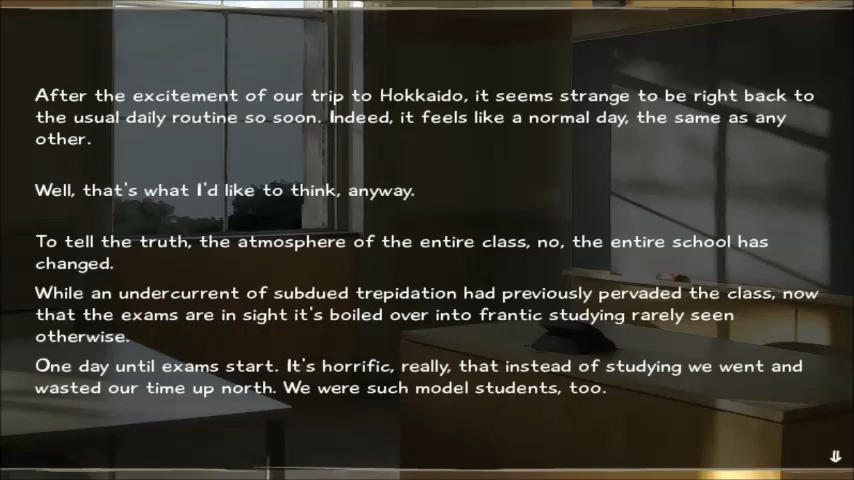 After the excitement of our trip to Hokkaido, it seems strange to be right back to
the usual daily routine so soon. Indeed, it feels like a normal day, the same as any
other.
Well, that's what I'd like to think, anyway.
To tell the truth, the atmosphere of the entire class, no, the entire school has
changed.
While an undercurrent of subdued trepidation had previously pervaded the class, now
that the exams are in sight it's boiled over into frantic studying rarely seen
otherwise.
One day until exams start. It's horrific, really, that instead of studying we went and
wasted our time up north. We were such model students, too.